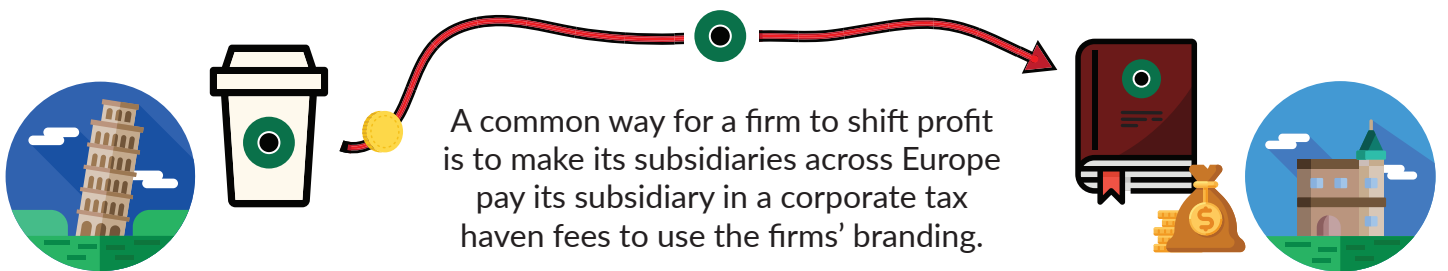 A common way for a firm to shift profit
is to make its subsidiaries across Europe
pay its subsidiary in a corporate tax
haven fees to use the firms’ branding.
$